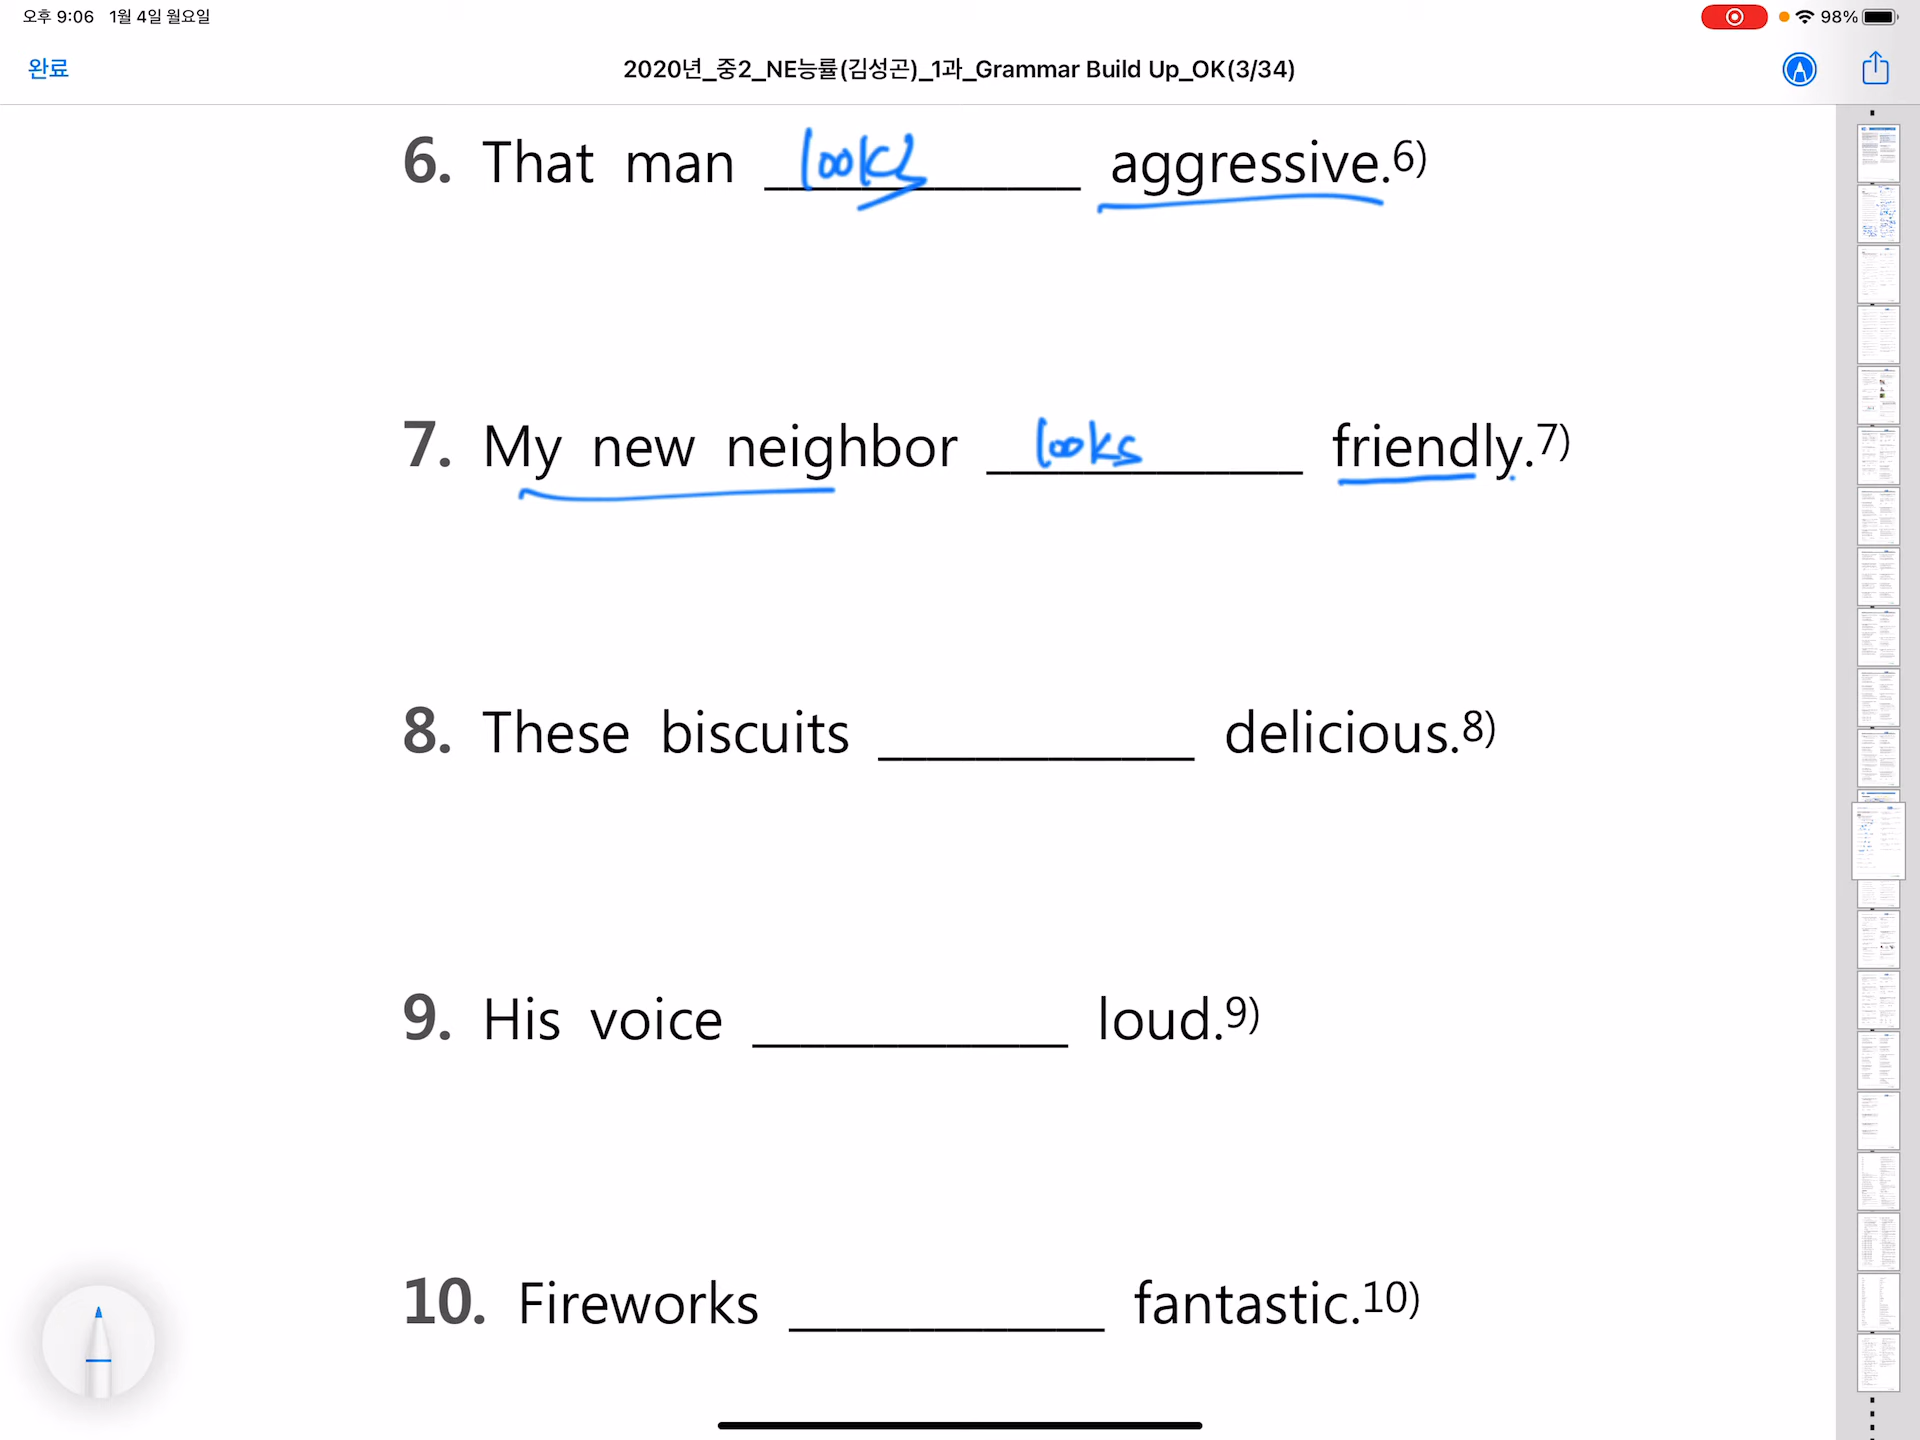 오후 9:06 1월 4일 월요일 98%
완료 2020년_중2_NE능률(김성곤)_1과_Grammar Build Up_OK(3/34)
6. That man looks aggressive.6)
7. My new neighbor looks friendly.7)
8. These biscuits ____________ delicious.8)
9. His voice ____________ loud.9)
10. Fireworks ____________ fantastic.10)